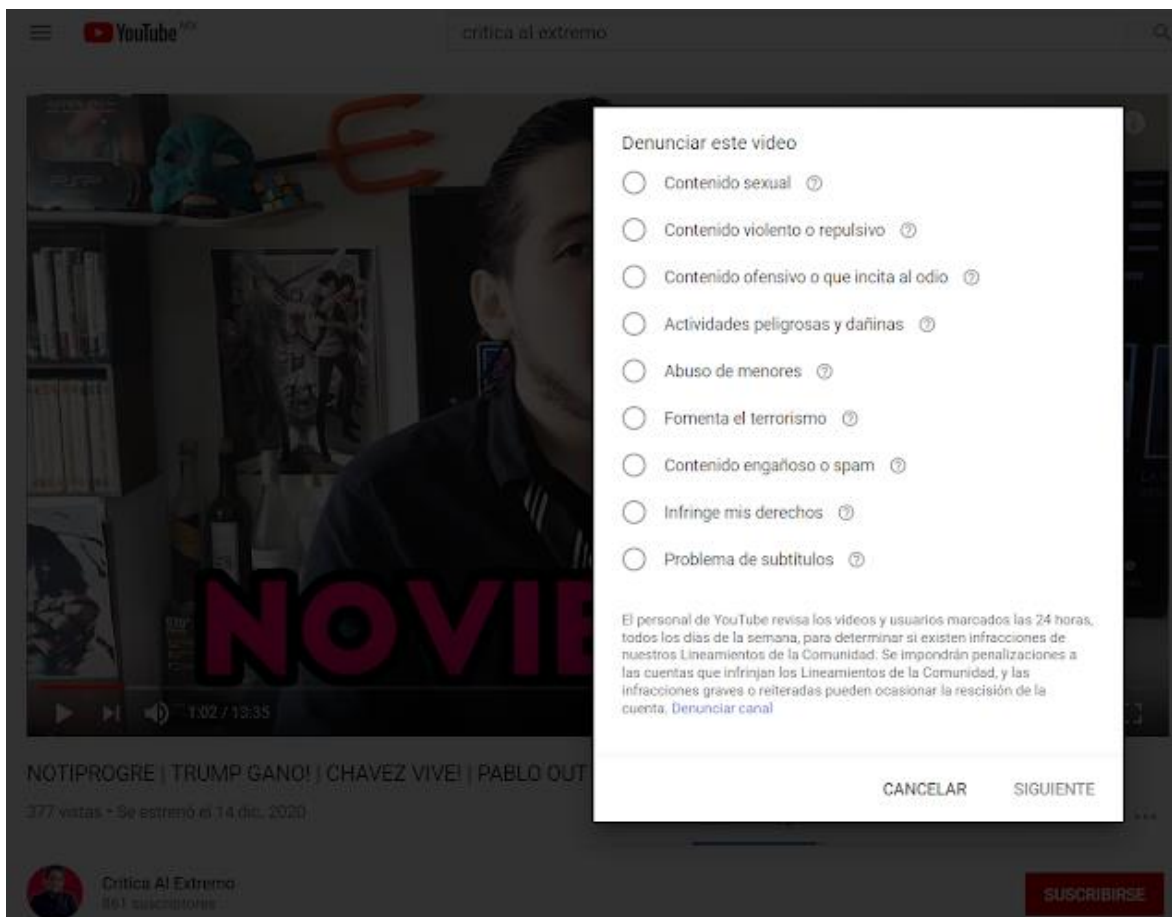 YouTube MX
critica al extremo
Denunciar este video
Contenido sexual
Contenido violento o repulsivo
Contenido ofensivo o que incita al odio
Actividades peligrosas y dañinas
Abuso de menores
Fomenta el terrorismo
Contenido engañoso o spam
Infringe mis derechos
Problema de subtítulos
El personal de YouTube revisa los videos y usuarios marcados las 24 horas,
todos los días de la semana, para determinar si existen infracciones de
nuestros Lineamientos de la Comunidad. Se impondrán penalizaciones a
las cuentas que infrinjan los Lineamientos de la Comunidad, y las
infracciones graves o reiteradas pueden ocasionar la rescisión de la
cuenta. Denunciar canal
CANCELAR SIGUIENTE
NOVIE
1:02 / 13:35
NOTIPROGRE | TRUMP GANO! | CHAVEZ VIVE! | PABLO OUT
377 vistas • Se estrenó el 14 dic. 2020
Critica Al Extremo
861 suscriptores
SUSCRIBIRSE